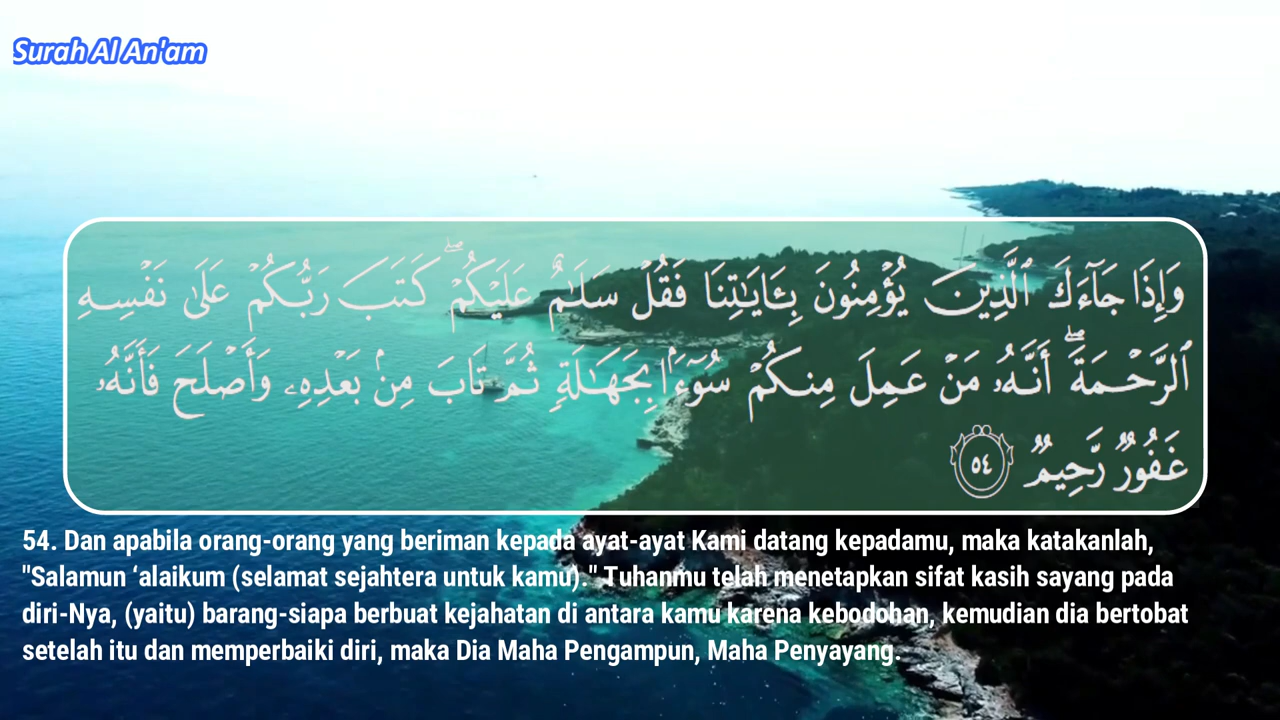 Surah Al An'am
وَإِذَا جَآءَكَ ٱلَّذِينَ يُؤْمِنُونَ بِـَٔايَـٰتِنَا فَقُلْ سَلَـٰمٌ عَلَيْكُمْ ۖ كَتَبَ رَبُّكُمْ عَلَىٰ نَفْسِهِ
ٱلرَّحْمَةَ ۖ أَنَّهُۥ مَنْ عَمِلَ مِنكُمْ سُوٓءًۢا بِجَهَـٰلَةٍ ثُمَّ تَابَ مِنۢ بَعْدِهِۦ وَأَصْلَحَ فَأَنَّهُۥ
غَفُورٌ رَّحِيمٌ ٥٤
54. Dan apabila orang-orang yang beriman kepada ayat-ayat Kami datang kepadamu, maka katakanlah,
"Salamun ‘alaikum (selamat sejahtera untuk kamu)." Tuhanmu telah menetapkan sifat kasih sayang pada
diri-Nya, (yaitu) barang-siapa berbuat kejahatan di antara kamu karena kebodohan, kemudian dia bertobat
setelah itu dan memperbaiki diri, maka Dia Maha Pengampun, Maha Penyayang.